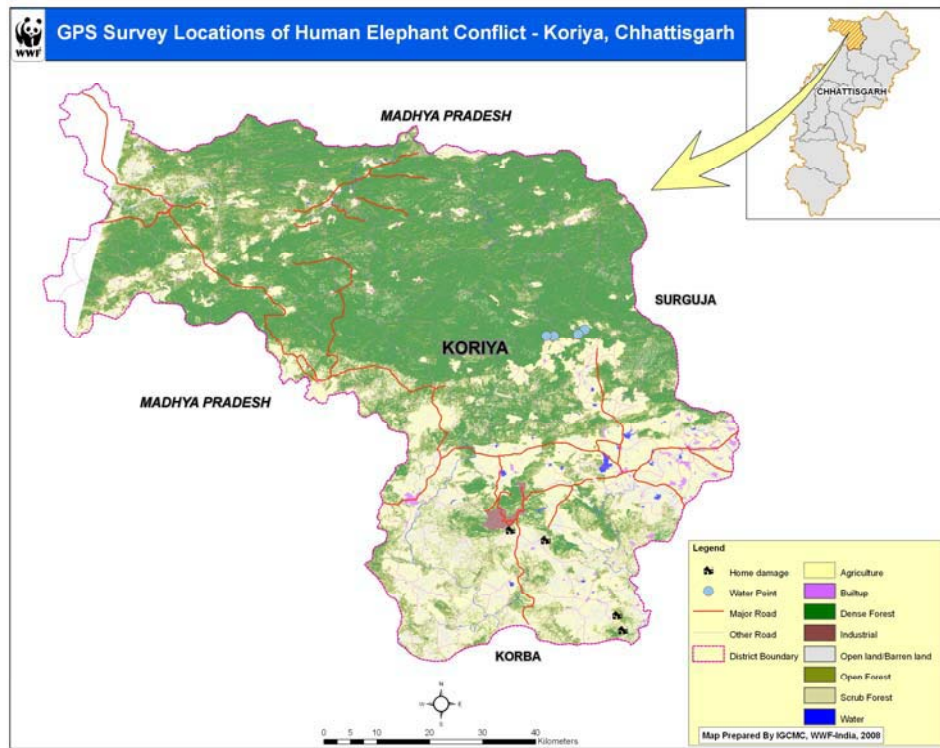 WWF
GPS Survey Locations of Human Elephant Conflict - Koriya, Chhattisgarh
CHHATTISGARH
MADHYA PRADESH
SURGUJA
KORIYA
MADHYA PRADESH
KORBA
N
W E
S
0 5 10 20 30 40
Kilometers
Legend
Home damage
Water Point
Major Road
Other Road
District Boundary
Agriculture
Builtup
Dense Forest
Industrial
Open land/Barren land
Open Forest
Scrub Forest
Water
Map Prepared By IGCMC, WWF-India, 2008